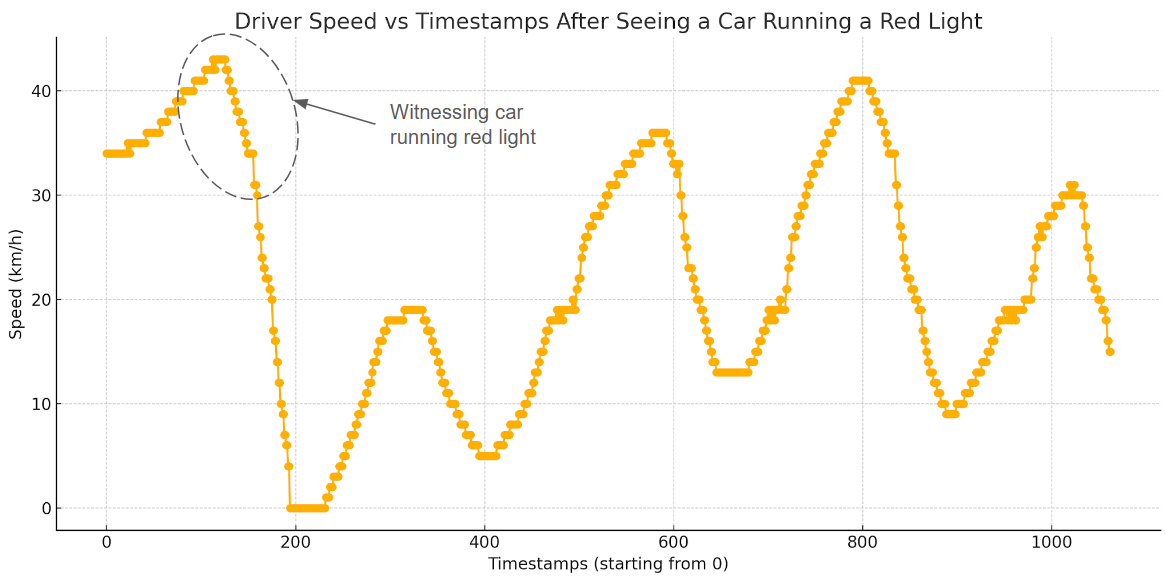 Driver Speed vs Timestamps After Seeing a Car Running a Red Light
Witnessing car
running red light
Speed (km/h)
40
30
20
10
0
0 200 400 600 800 1000
Timestamps (starting from 0)